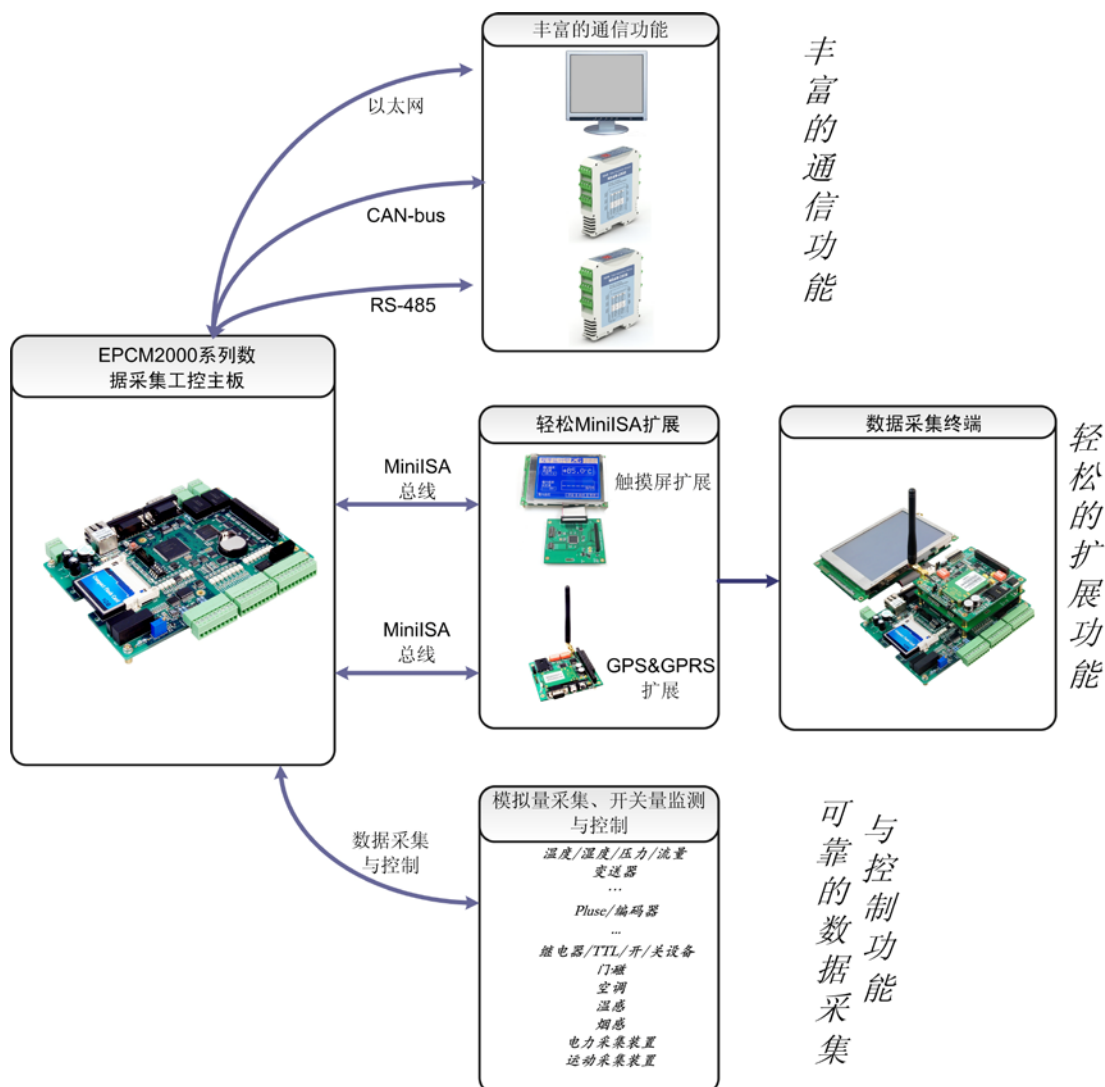 丰富的通信功能
以太网
CAN-bus
RS-485
丰富的通信功能
EPCM2000系列数
据采集工控主板
MiniISA
总线
MiniISA
总线
轻松MiniISA扩展
触摸屏扩展
GPS&GPRS
扩展
数据采集终端
轻松的扩展功能
数据采集
与控制
模拟量采集、开关量监测
与控制
温度/湿度/压力/流量
变送器
…
Pluse/编码器
...
继电器/TTL/开/关设备
门磁
空调
温感
烟感
电力采集装置
运动采集装置
可靠的数据采集
与控制功能